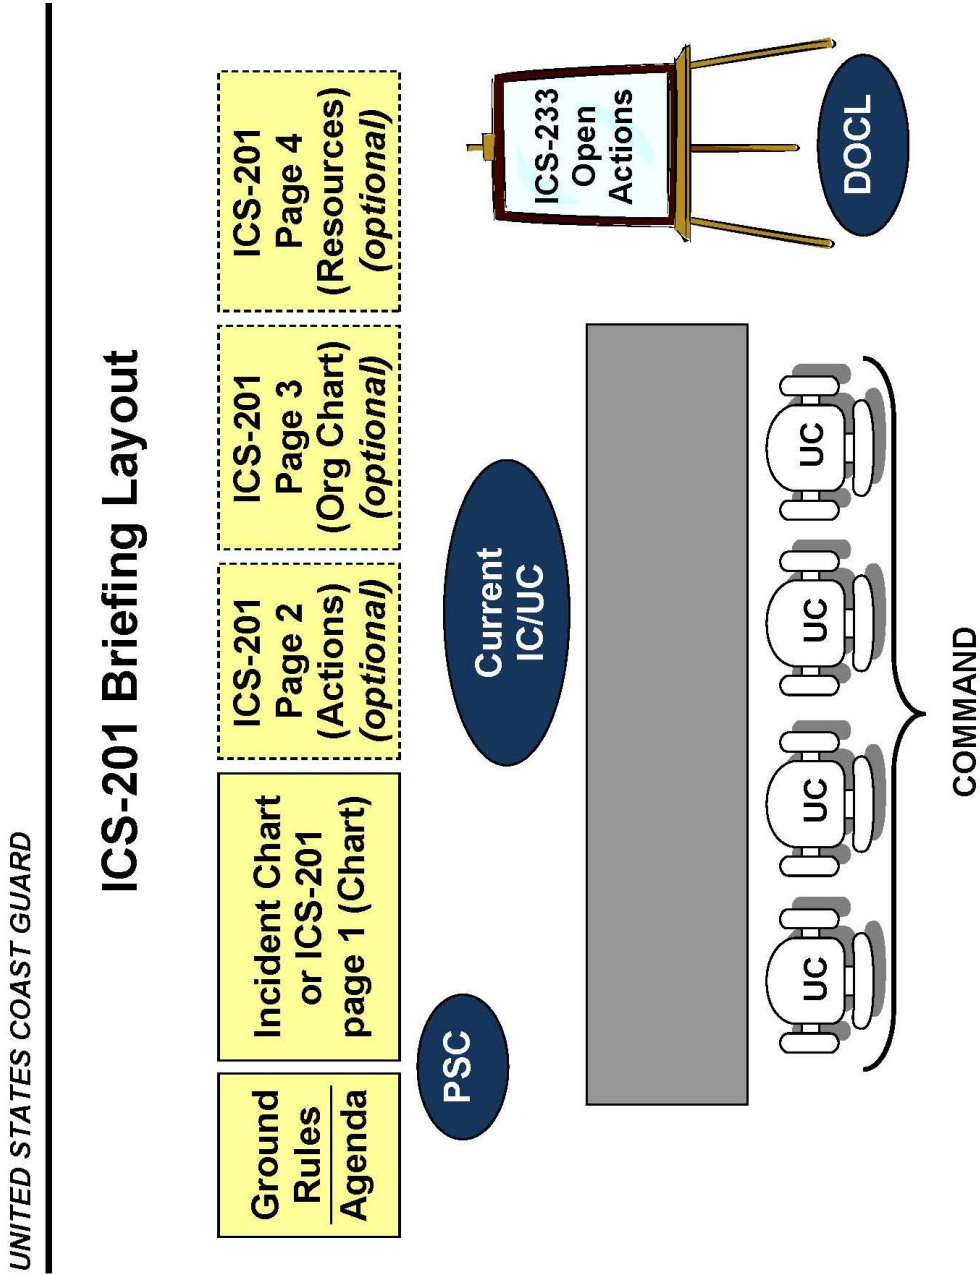 UNITED STATES COAST GUARD
ICS-201 Briefing Layout
Ground
Rules
Agenda
Incident Chart
or ICS-201
page 1 (Chart)
ICS-201
Page 2
(Actions)
(optional)
ICS-201
Page 3
(Org Chart)
(optional)
ICS-201
Page 4
(Resources)
(optional)
PSC
Current
IC/UC
ICS-233
Open
Actions
DOCL
UC
UC
UC
UC
COMMAND